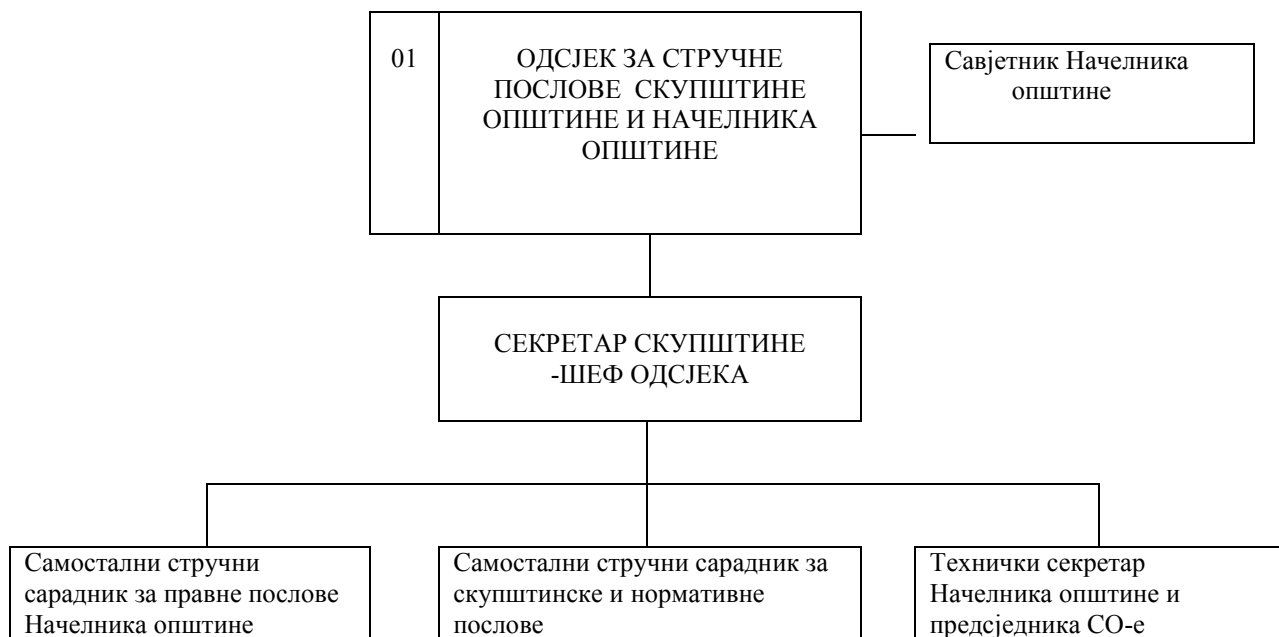 01
ОДСЈЕК ЗА СТРУЧНЕ
ПОСЛОВЕ СКУПШТИНЕ
ОПШТИНЕ И НАЧЕЛНИКА
ОПШТИНЕ
Савјетник Начелника
општине
СЕКРЕТАР СКУПШТИНЕ
-ШЕФ ОДСЈЕКА
Самостални стручни
сарадник за правне послове
Начелника општине
Самостални стручни сарадник за
скупштинске и нормативне
послове
Технички секретар
Начелника општине и
предсједника СО-е